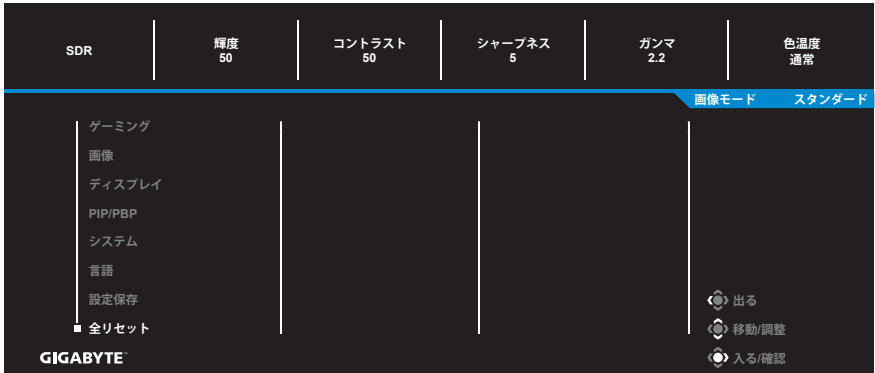 SDR
輝度
50
コントラスト
50
シャープネス
5
ガンマ
2.2
色温度
通常
画像モード スタンダード
ゲーミング
画像
ディスプレイ
PIP/PBP
システム
言語
設定保存
全リセット
出る
移動/調整
入る/確認
GIGABYTE™